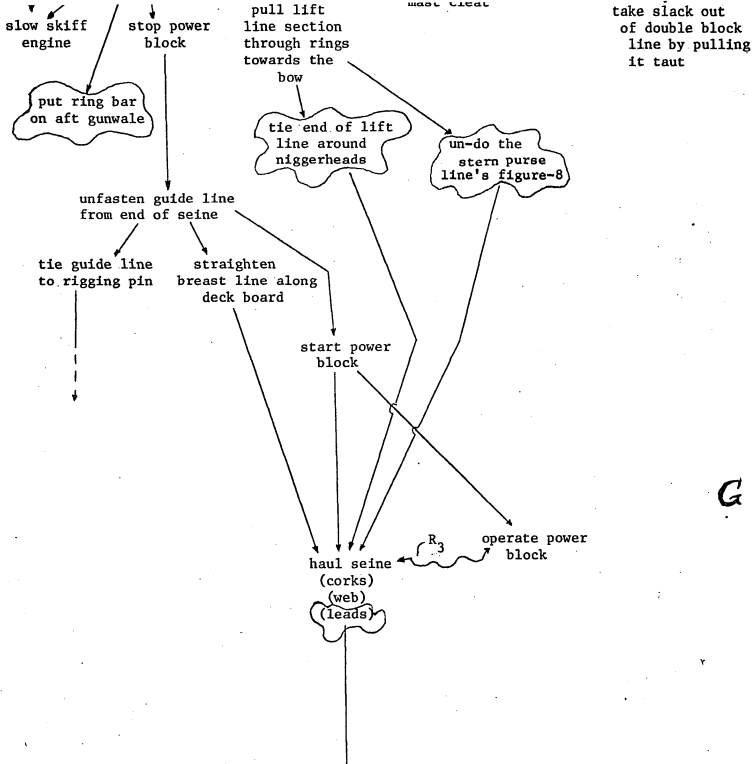 mast cleat
slow skiff
engine
stop power
block
pull lift
line section
through rings
towards the
bow
take slack out
of double block
line by pulling
it taut
put ring bar
on aft gunwale
tie end of lift
line around
niggerheads
un-do the
stern purse
line's figure-8
unfasten guide line
from end of seine
tie guide line
to rigging pin
straighten
breast line along
deck board
start power
block
G
R3
operate power
block
haul seine
(corks)
(web)
(leads)